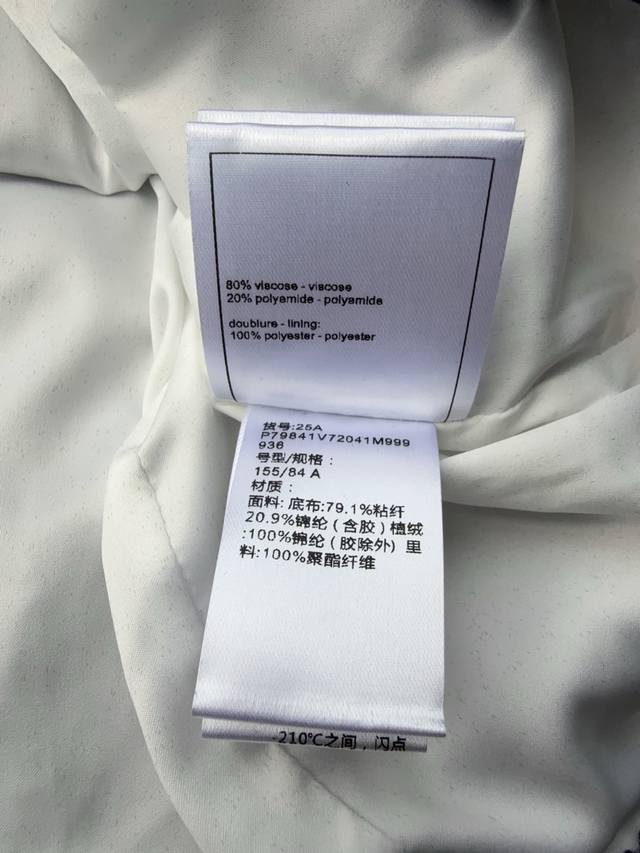 80% viscose - viscose
20% polyamide - polyamide
doublure - lining:
100% polyester - polyester
货号:25A
P79841V72041M999
936
号型/规格：
155/84 A
材质：
面料: 底布:79.1%粘纤
20.9%锦纶（含胶）植绒
:100%锦纶（胶除外）里
料:100%聚酯纤维
-210℃之间，闪点